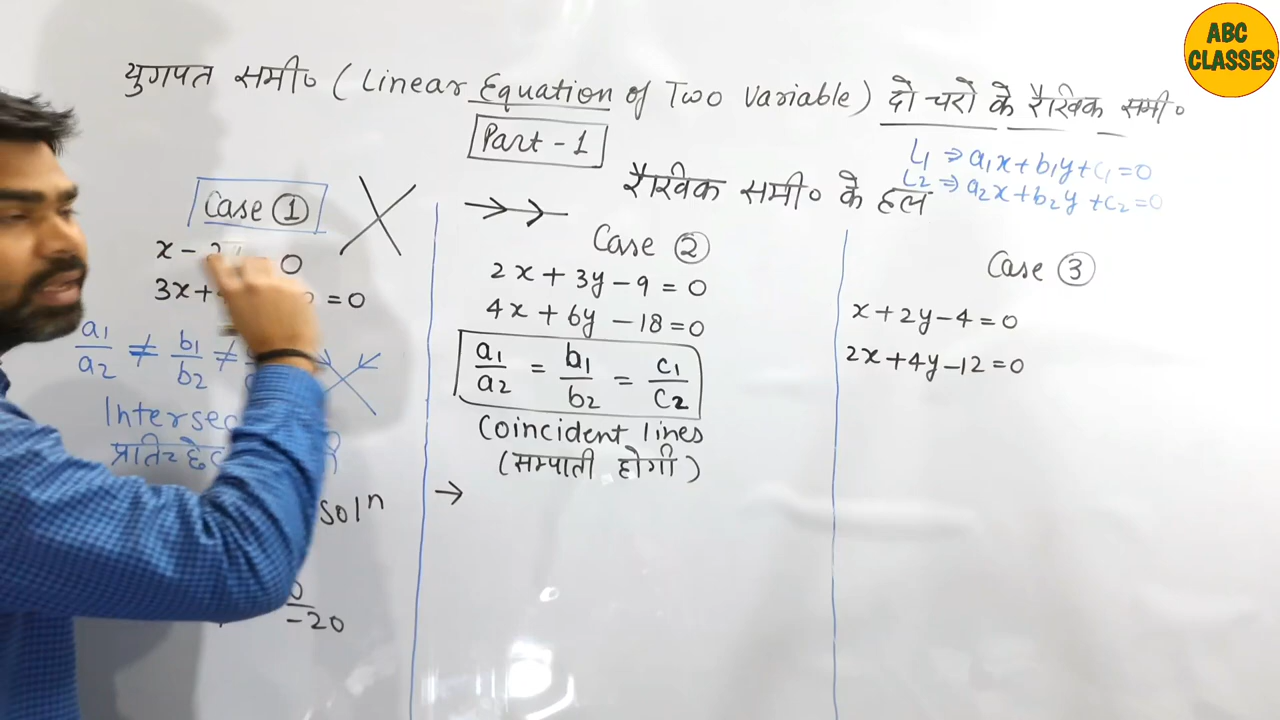 ABC
CLASSES
युगपत समी० (Linear Equation of Two Variable) दो चरो के रैखिक समी०
Part-1
L1 ⇒ a1x+b1y+c1=0
L2 ⇒ a2x+b2y+c2=0
रैखिक समी० के हल
Case ①
x -
0
3x+
=0
a1/a2 ≠ b1/b2 ≠
प्रतिच्छेद
soln
-20
Case ②
2x+3y-9=0
4x+6y-18=0
a1/a2 = b1/b2 = c1/c2
Coincident lines
(सम्पाती होगी)
→
Case ③
x+2y-4=0
2x+4y-12=0